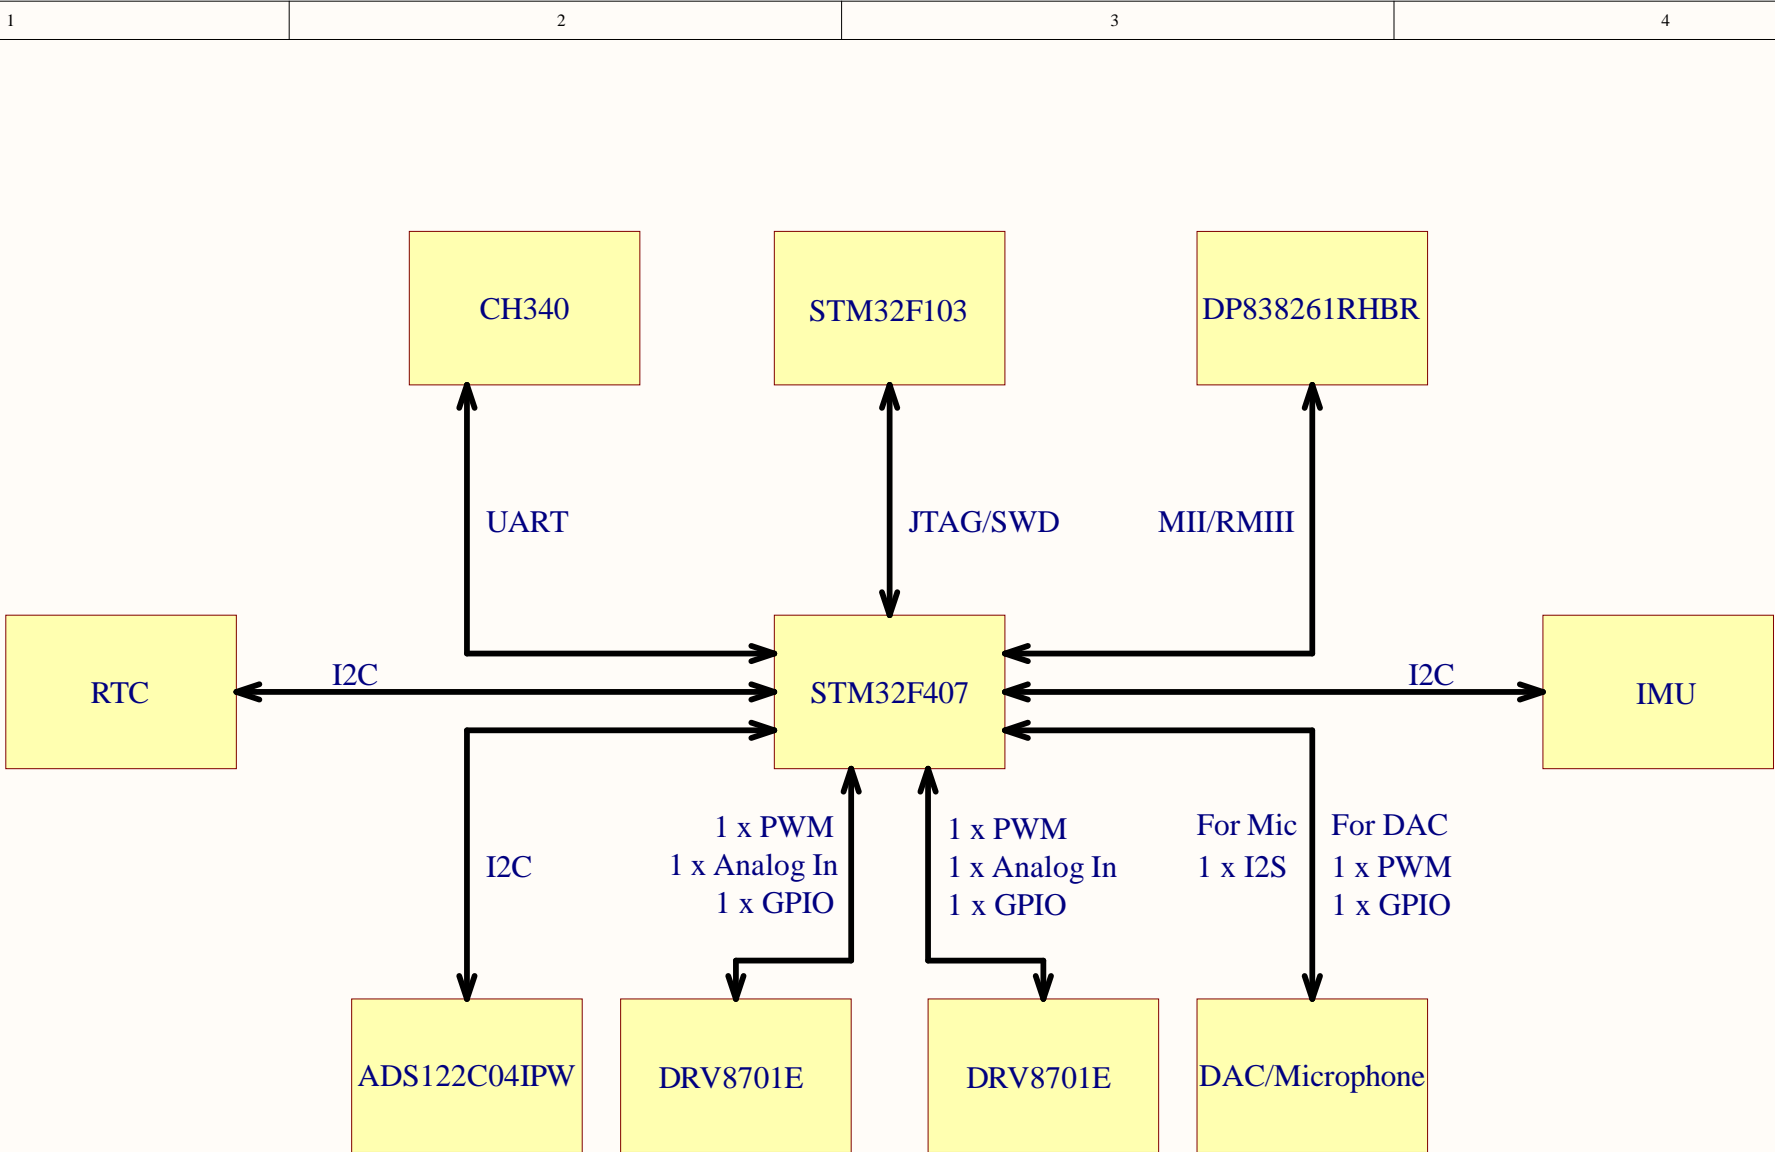 1
2
3
4
CH340
STM32F103
DP838261RHBR
UART
JTAG/SWD
MII/RMIII
RTC
I2C
STM32F407
I2C
IMU
I2C
1 x PWM
1 x Analog In
1 x GPIO
1 x PWM
1 x Analog In
1 x GPIO
For Mic
1 x I2S
For DAC
1 x PWM
1 x GPIO
ADS122C04IPW
DRV8701E
DRV8701E
DAC/Microphone